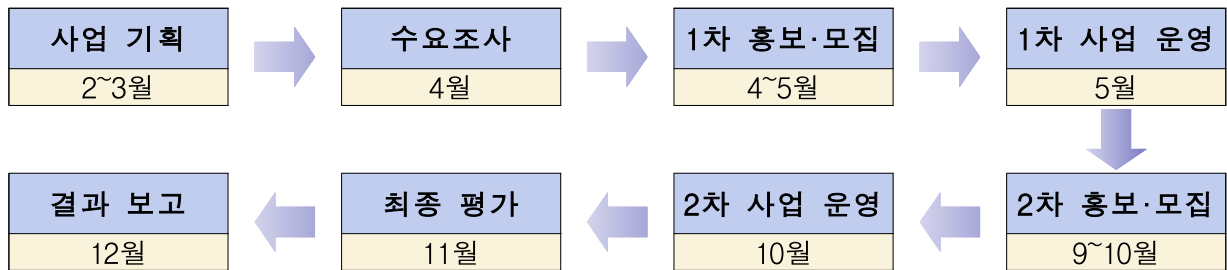 사업 기획
2~3월
수요조사
4월
1차 홍보·모집
4~5월
1차 사업 운영
5월
2차 홍보·모집
9~10월
2차 사업 운영
10월
최종 평가
11월
결과 보고
12월